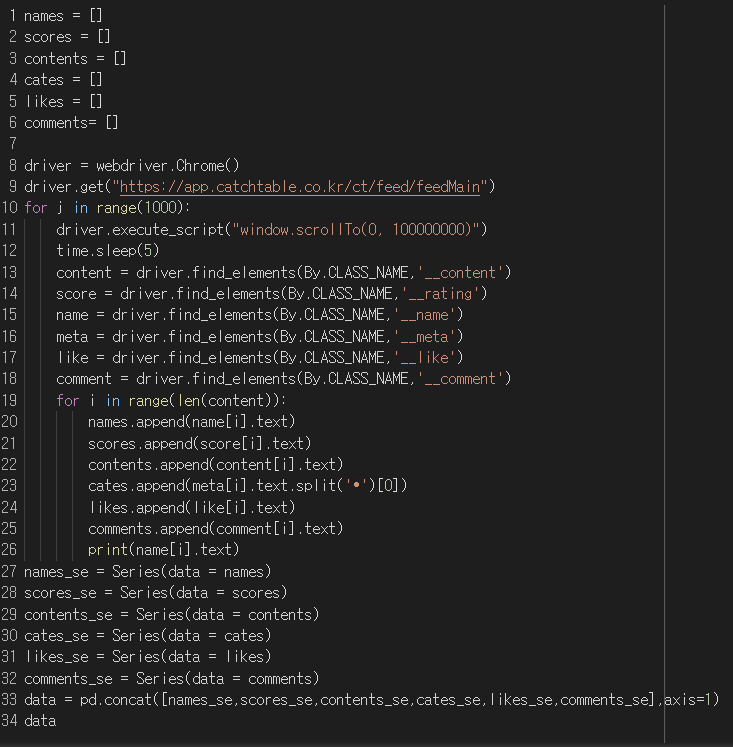 1 names = []
2 scores = []
3 contents = []
4 cates = []
5 likes = []
6 comments= []
7
8 driver = webdriver.Chrome()
9 driver.get("https://app.catchtable.co.kr/ct/feed/feedMain")
10 for j in range(1000):
11     driver.execute_script("window.scrollTo(0, 100000000)")
12     time.sleep(5)
13     content = driver.find_elements(By.CLASS_NAME,'__content')
14     score = driver.find_elements(By.CLASS_NAME,'__rating')
15     name = driver.find_elements(By.CLASS_NAME,'__name')
16     meta = driver.find_elements(By.CLASS_NAME,'__meta')
17     like = driver.find_elements(By.CLASS_NAME,'__like')
18     comment = driver.find_elements(By.CLASS_NAME,'__comment')
19     for i in range(len(content)):
20         names.append(name[i].text)
21         scores.append(score[i].text)
22         contents.append(content[i].text)
23         cates.append(meta[i].text.split('•')[0])
24         likes.append(like[i].text)
25         comments.append(comment[i].text)
26         print(name[i].text)
27 names_se = Series(data = names)
28 scores_se = Series(data = scores)
29 contents_se = Series(data = contents)
30 cates_se = Series(data = cates)
31 likes_se = Series(data = likes)
32 comments_se = Series(data = comments)
33 data = pd.concat([names_se,scores_se,contents_se,cates_se,likes_se,comments_se],axis=1)
34 data